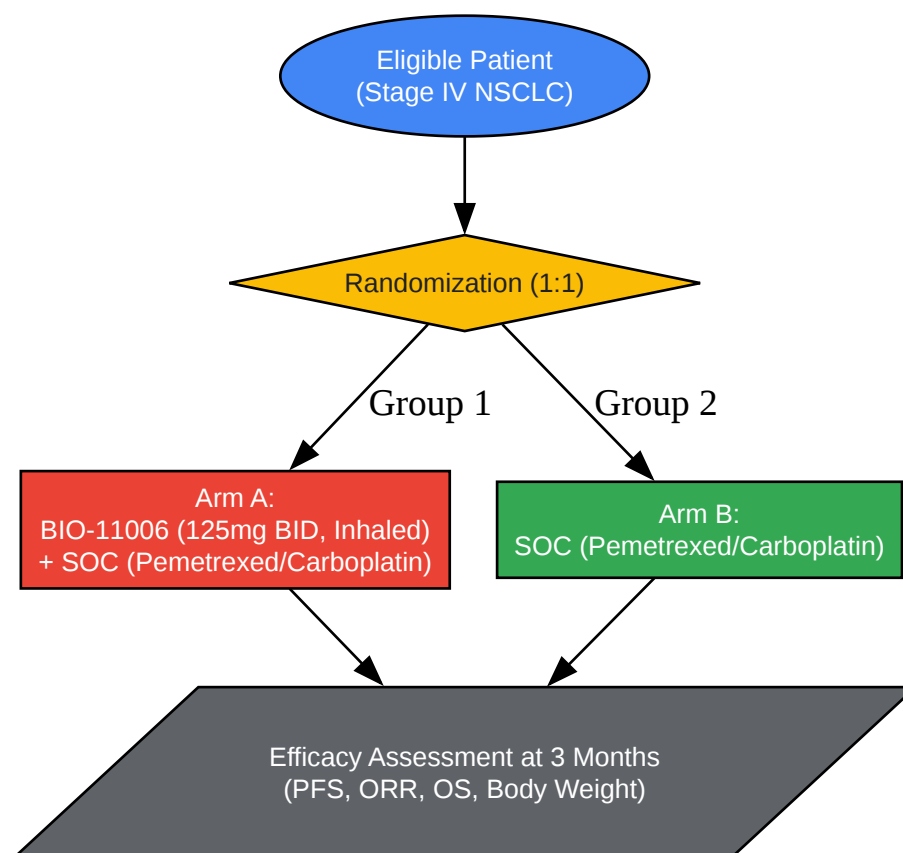 Eligible Patient
(Stage IV NSCLC)
Randomization (1:1)
Group 1
Group 2
Arm A:
BIO-11006 (125mg BID, Inhaled)
+ SOC (Pemetrexed/Carboplatin)
Arm B:
SOC (Pemetrexed/Carboplatin)
Efficacy Assessment at 3 Months
(PFS, ORR, OS, Body Weight)